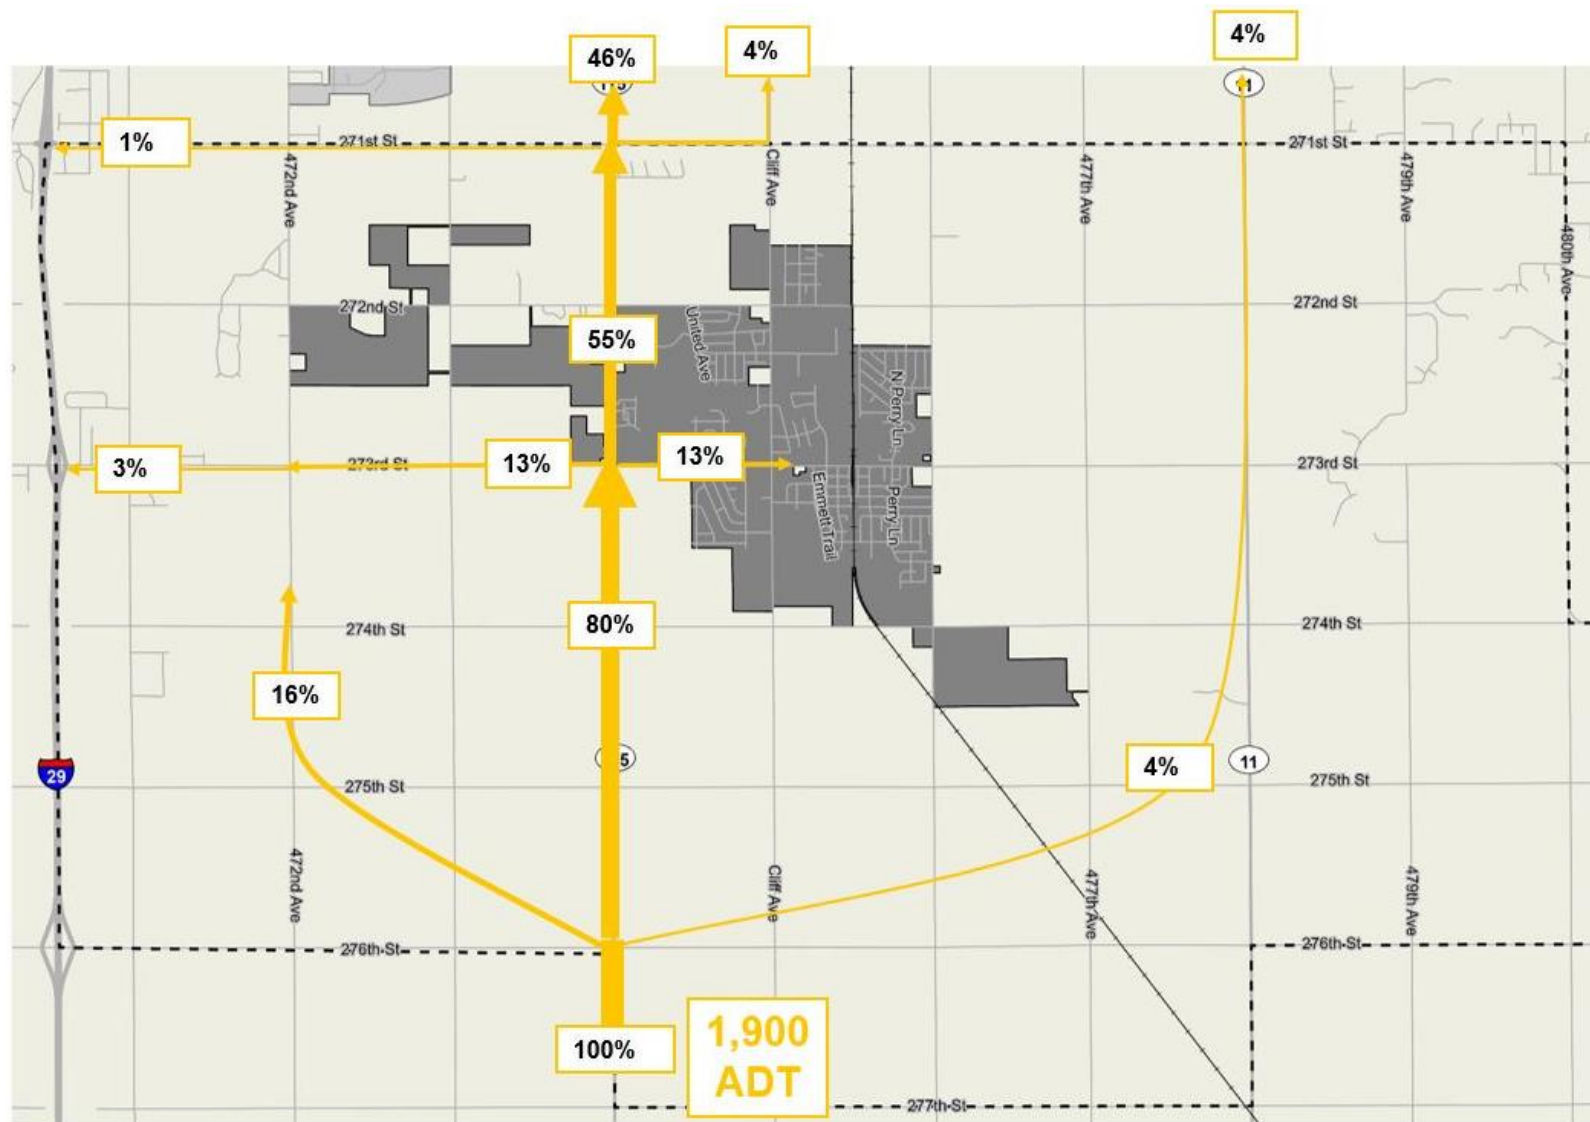 46%
4%
4%
11
1%
271st St
271st St
472nd Ave
Cliff Ave
477th Ave
479th Ave
480th Ave
272nd St
272nd St
55%
United Ave
N Perry Ln
3%
273rd St
13%
13%
273rd St
Emmett Trail
Perry Ln
16%
274th St
80%
274th St
29
5
4%
11
275th St
275th St
472nd Ave
Cliff Ave
477th Ave
479th Ave
276th St
276th St
100%
1,900
ADT
277th St